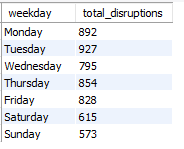 weekday total_disruptions
Monday 892
Tuesday 927
Wednesday 795
Thursday 854
Friday 828
Saturday 615
Sunday 573